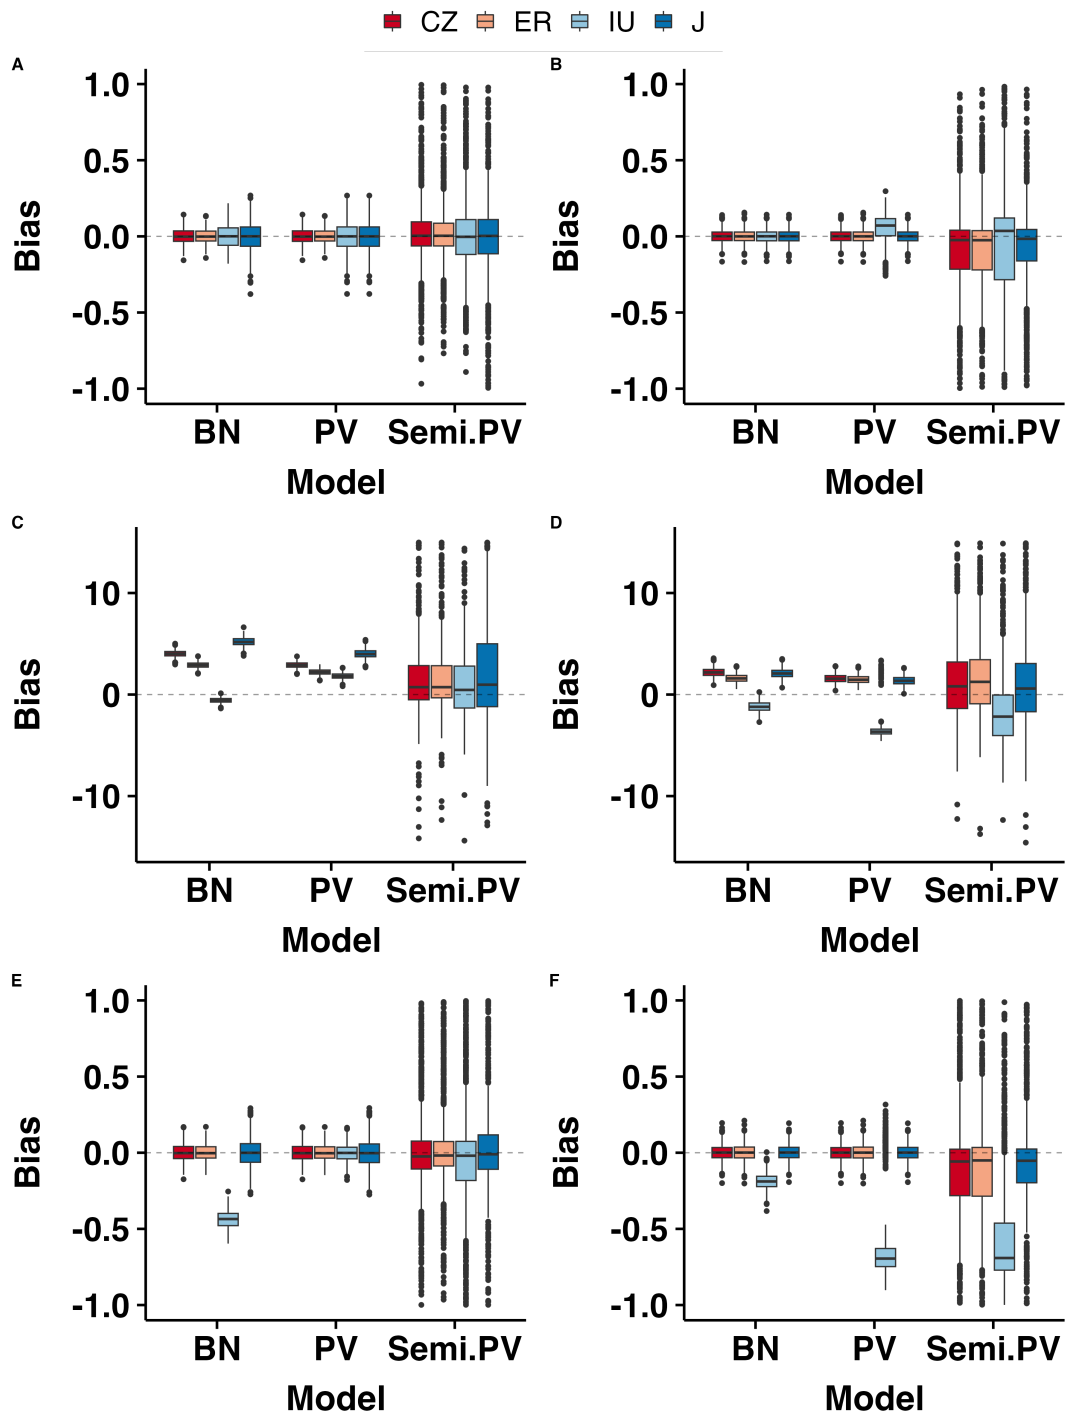 CZ ER IU J
A
1.0
0.5
0.0
-0.5
-1.0
Bias
BN PV Semi.PV
Model
B
1.0
0.5
0.0
-0.5
-1.0
Bias
BN PV Semi.PV
Model
C
10
0
-10
Bias
BN PV Semi.PV
Model
D
10
0
-10
Bias
BN PV Semi.PV
Model
E
1.0
0.5
0.0
-0.5
-1.0
Bias
BN PV Semi.PV
Model
F
1.0
0.5
0.0
-0.5
-1.0
Bias
BN PV Semi.PV
Model